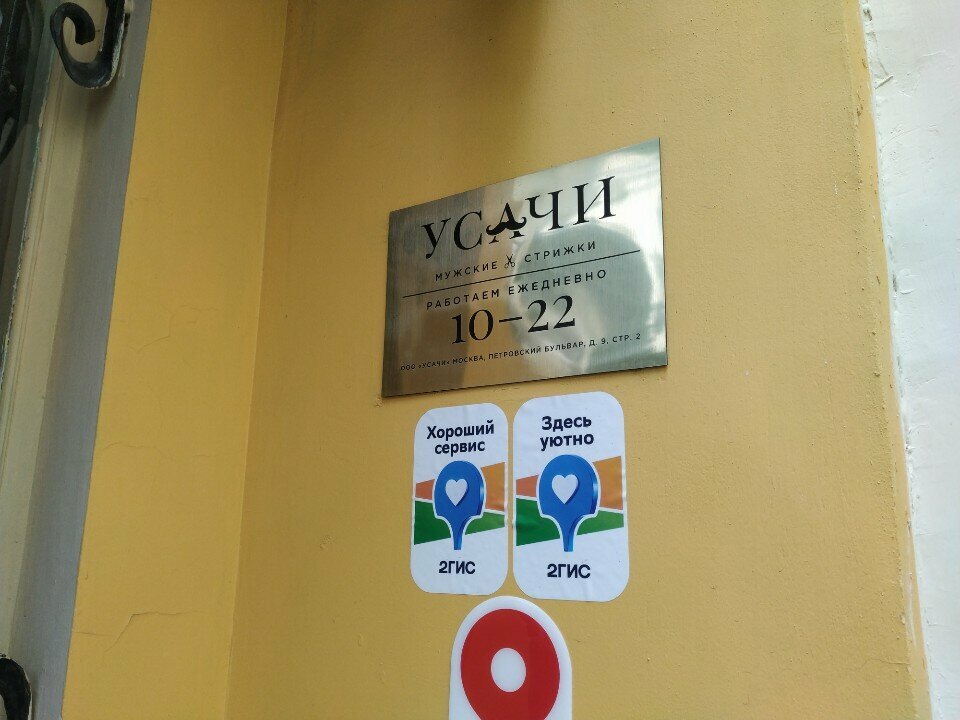 УСАЧИ
МУЖСКИЕ СТРИЖКИ
РАБОТАЕМ ЕЖЕДНЕВНО
10–22
ООО «УСАЧИ» МОСКВА, ПЕТРОВСКИЙ БУЛЬВАР, Д. 9, СТР. 2
Хороший
сервис
2ГИС
Здесь
уютно
2ГИС